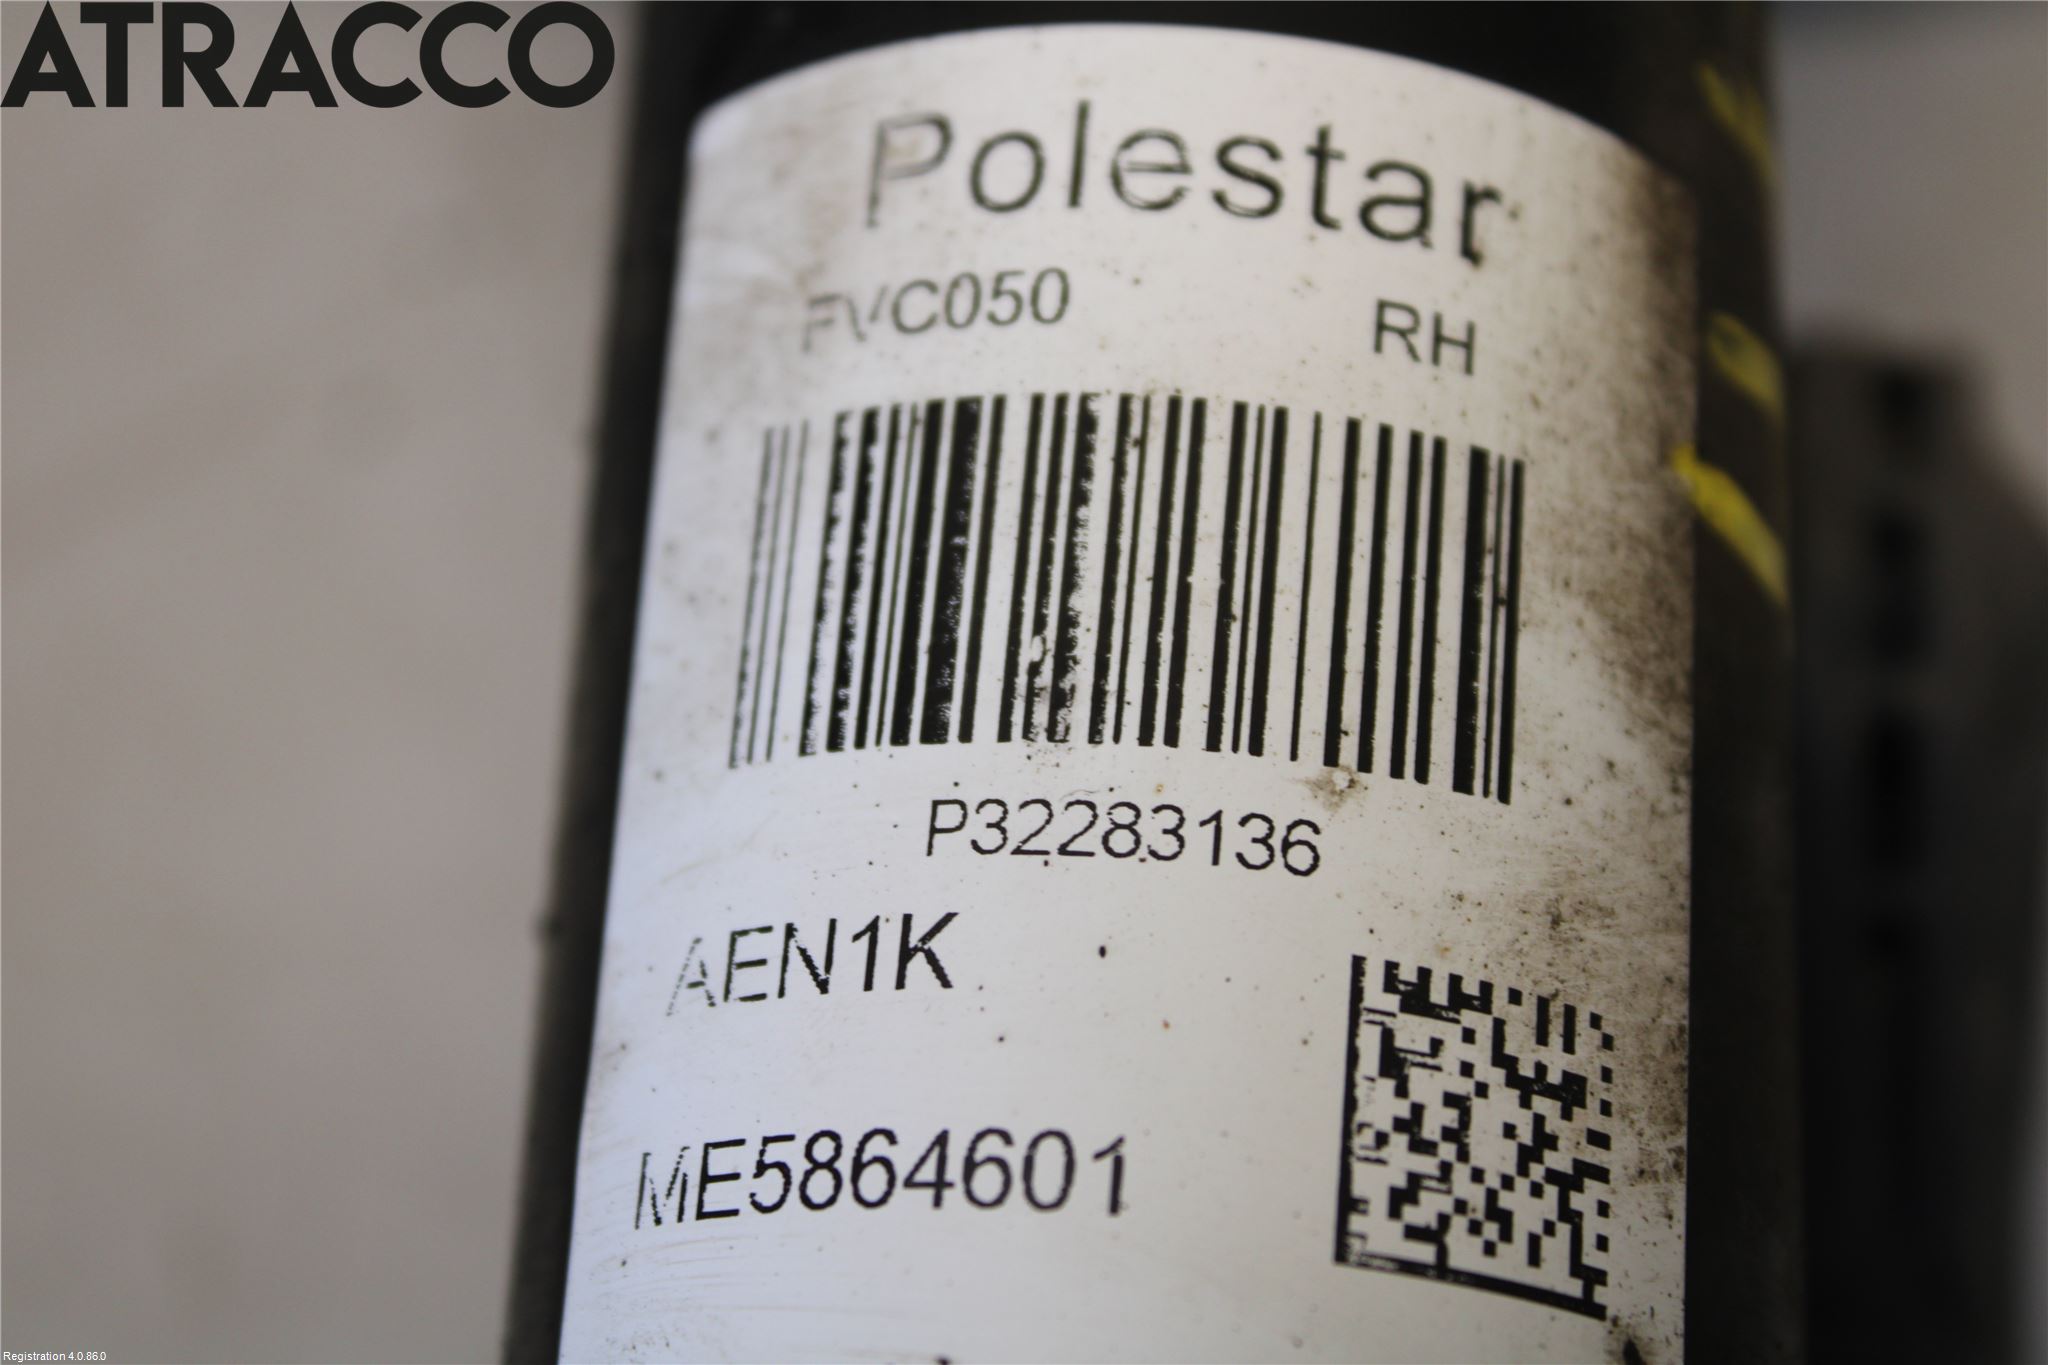 ATRACCO
Polestar
FVC050 RH
P32283136
AEN1K
ME5864601
Registration 4.0.86.0